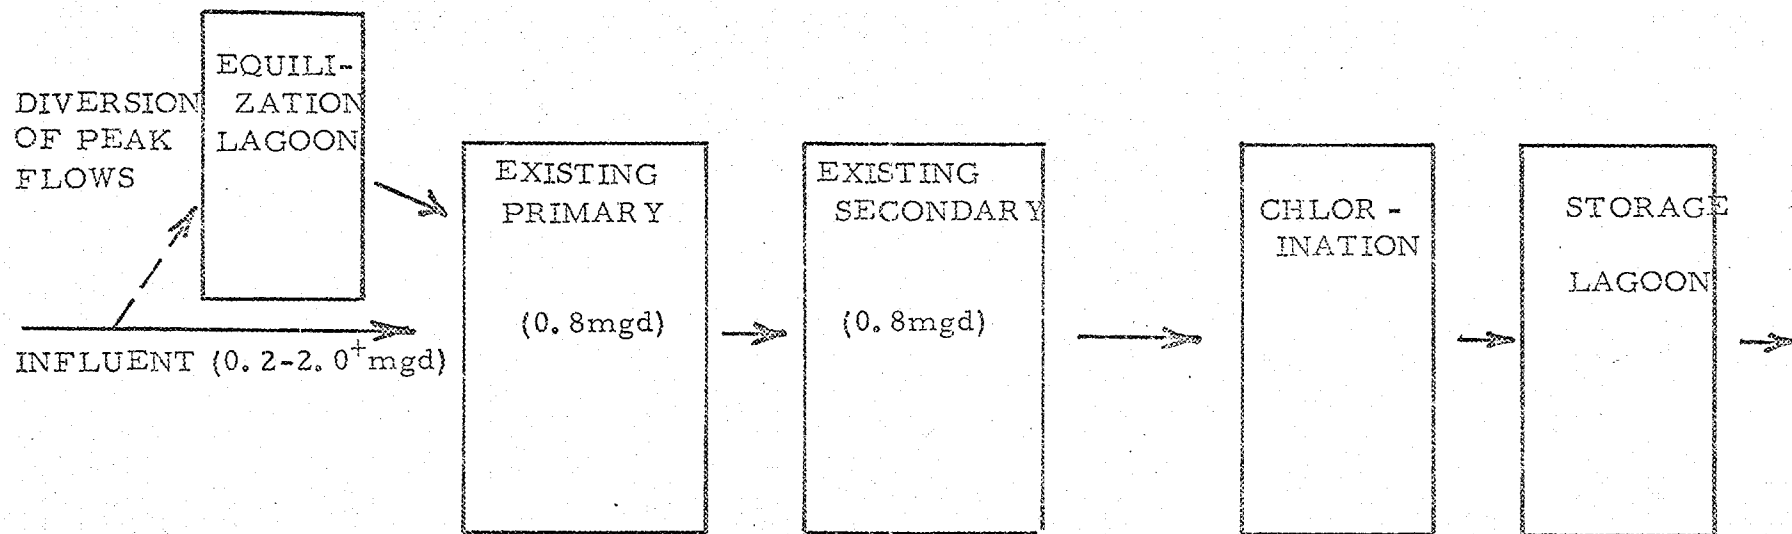 DIVERSION
OF PEAK
FLOWS
EQUILI-
ZATION
LAGOON
INFLUENT (0.2-2.0+mgd)
EXISTING
PRIMARY
(0.8mgd)
EXISTING
SECONDARY
(0.8mgd)
CHLOR -
INATION
STORAGE
LAGOON